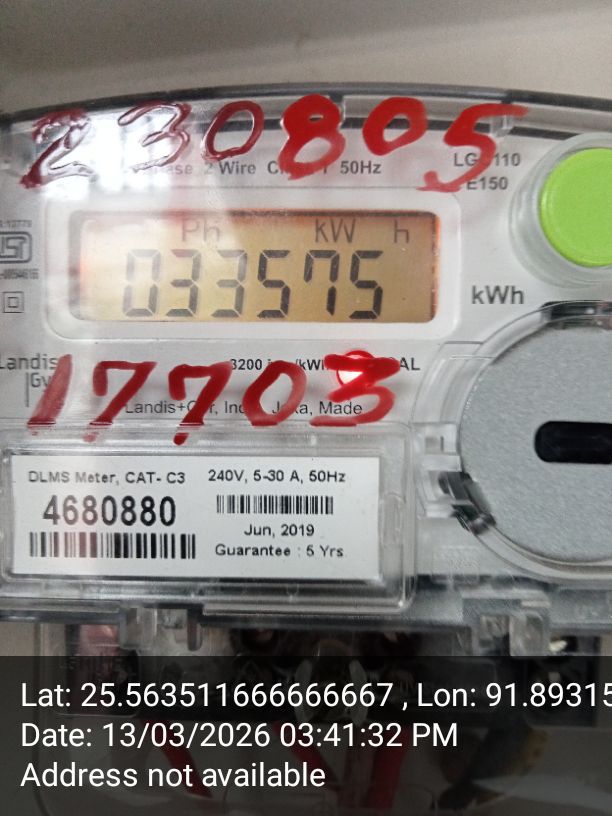 230805
2 Wire
50Hz
LG
110
E150
Ph kW h
033575
kWh
Landis
17703
3200
Landis+
Made
DLMS Meter, CAT- C3
240V, 5-30 A, 50Hz
4680880
Jun, 2019
Guarantee : 5 Yrs
Lat: 25.563511666666667 , Lon: 91.89315
Date: 13/03/2026 03:41:32 PM
Address not available